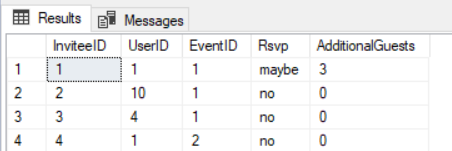 Results Messages
InviteeID UserID EventID Rsvp AdditionalGuests
1 1 1 1 maybe 3
2 2 10 1 no 0
3 3 4 1 no 0
4 4 1 2 no 0